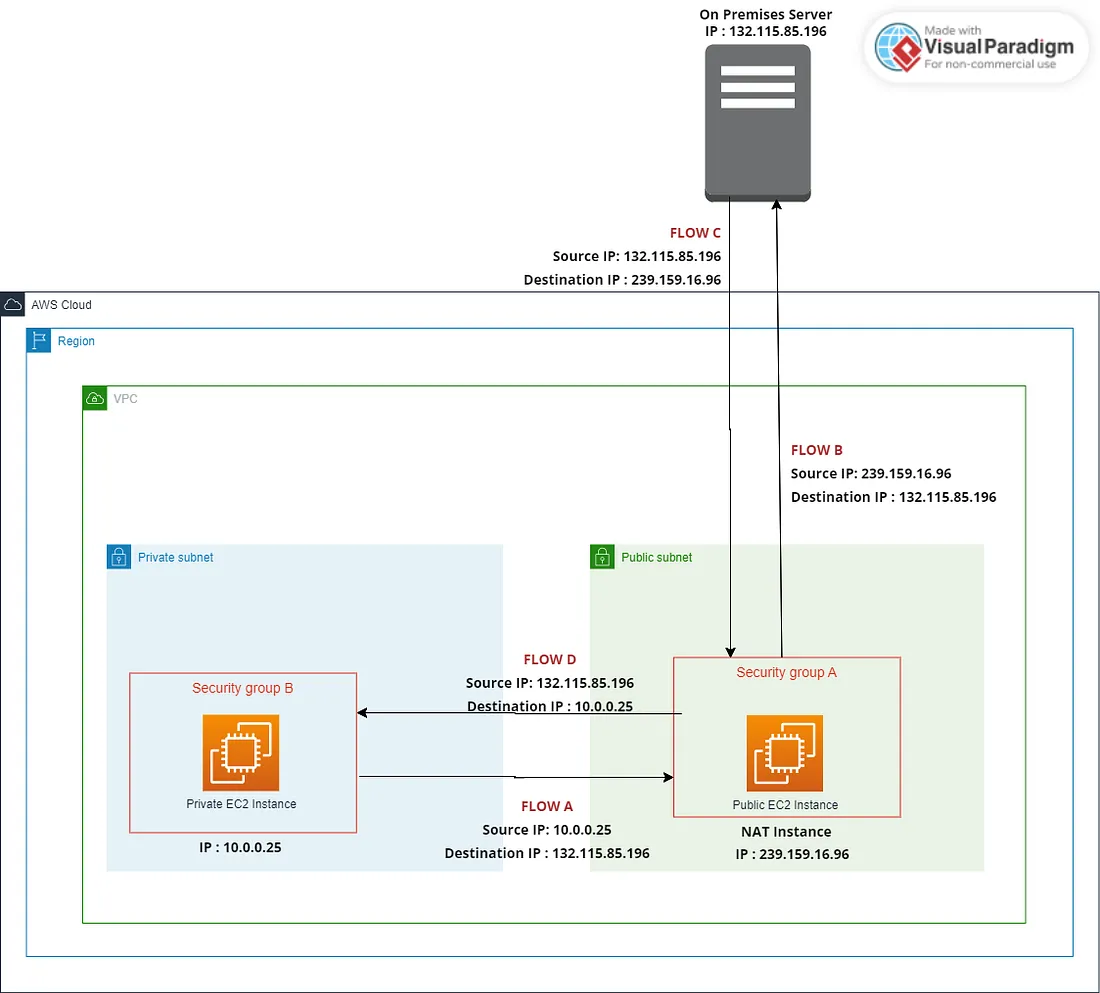 On Premises Server
IP : 132.115.85.196
Made with
VisualParadigm
For non-commercial use
FLOW C
Source IP: 132.115.85.196
Destination IP : 239.159.16.96
AWS Cloud
Region
VPC
FLOW B
Source IP: 239.159.16.96
Destination IP : 132.115.85.196
Private subnet
Public subnet
FLOW D
Source IP: 132.115.85.196
Destination IP : 10.0.0.25
Security group B
Private EC2 Instance
IP : 10.0.0.25
Security group A
Public EC2 Instance
NAT Instance
IP : 239.159.16.96
FLOW A
Source IP: 10.0.0.25
Destination IP : 132.115.85.196